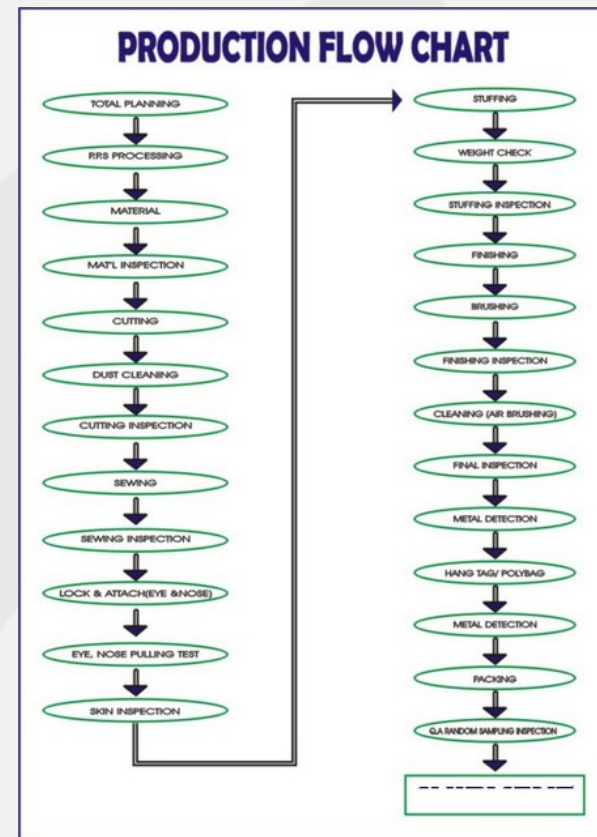 PRODUCTION FLOW CHART
TOTAL PLANNING
P.P.S PROCESSING
MATERIAL
MAT'L INSPECTION
CUTTING
DUST CLEANING
CUTTING INSPECTION
SEWING
SEWING INSPECTION
LOCK & ATTACH(EYE &NOSE)
EYE, NOSE PULLING TEST
SKIN INSPECTION
STUFFING
WEIGHT CHECK
STUFFING INSPECTION
FINISHING
BRUSHING
FINISHING INSPECTION
CLEANING (AIR BRUSHING)
FINAL INSPECTION
METAL DETECTION
HANG TAG/ POLYBAG
METAL DETECTION
PACKING
Q.A RANDOM SAMPLING INSPECTION